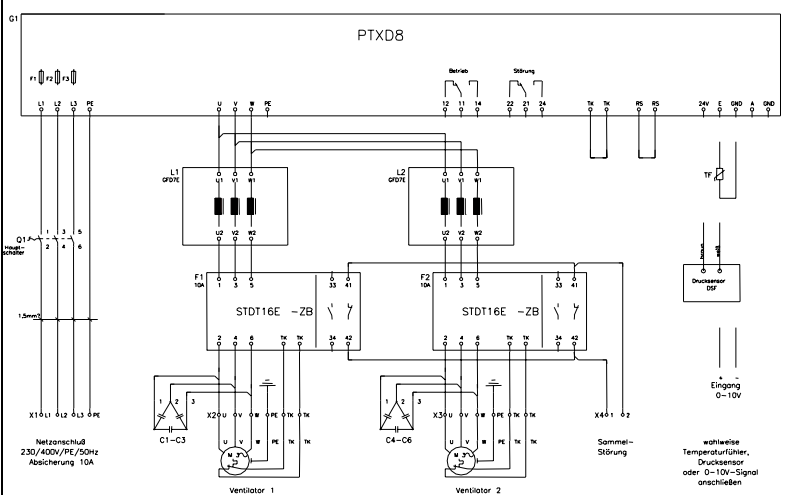 G1
PTXD8
F1 F2 F3
Betrieb
Störung
L1 L2 L3 PE U V W PE 12 11 14 22 21 24 TK TK RS RS 24V E GND A GND
L1
GFD7E
U1 V1 W1
U2 V2 W2
L2
GFD7E
U1 V1 W1
U2 V2 W2
TF
braun
weiß
Drucksensor
DSF
Q1
Haupt-
schalter
1 3 5
2 4 6
F1
10A
1 3 5 33 41
STDT16E -ZB
2 4 6 TK TK 34 42
F2
10A
1 3 5 33 41
STDT16E -ZB
2 4 6 TK TK 34 42
1,5mm²
1 2 3
C1-C3
1 2 3
C4-C6
+ -
Eingang
0-10V
X1 L1 L2 L3 PE
X2 U V W PE TK TK
U V W PE TK TK
M
3
Ventilator 1
X3 U V W PE TK TK
U V W PE TK TK
M
3
Ventilator 2
X4 1 2
Sammel-
Störung
Netzanschluß
230/400V/PE/50Hz
Absicherung 10A
wahlweise
Temperaturfühler,
Drucksensor
oder 0-10V-Signal
anschließen